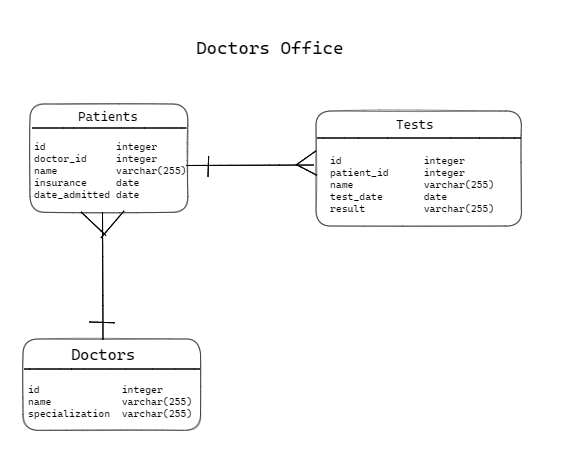 Doctors Office
Patients
id integer
doctor_id integer
name varchar(255)
insurance date
date_admitted date
Tests
id integer
patient_id integer
name varchar(255)
test_date date
result varchar(255)
Doctors
id integer
name varchar(255)
specialization varchar(255)